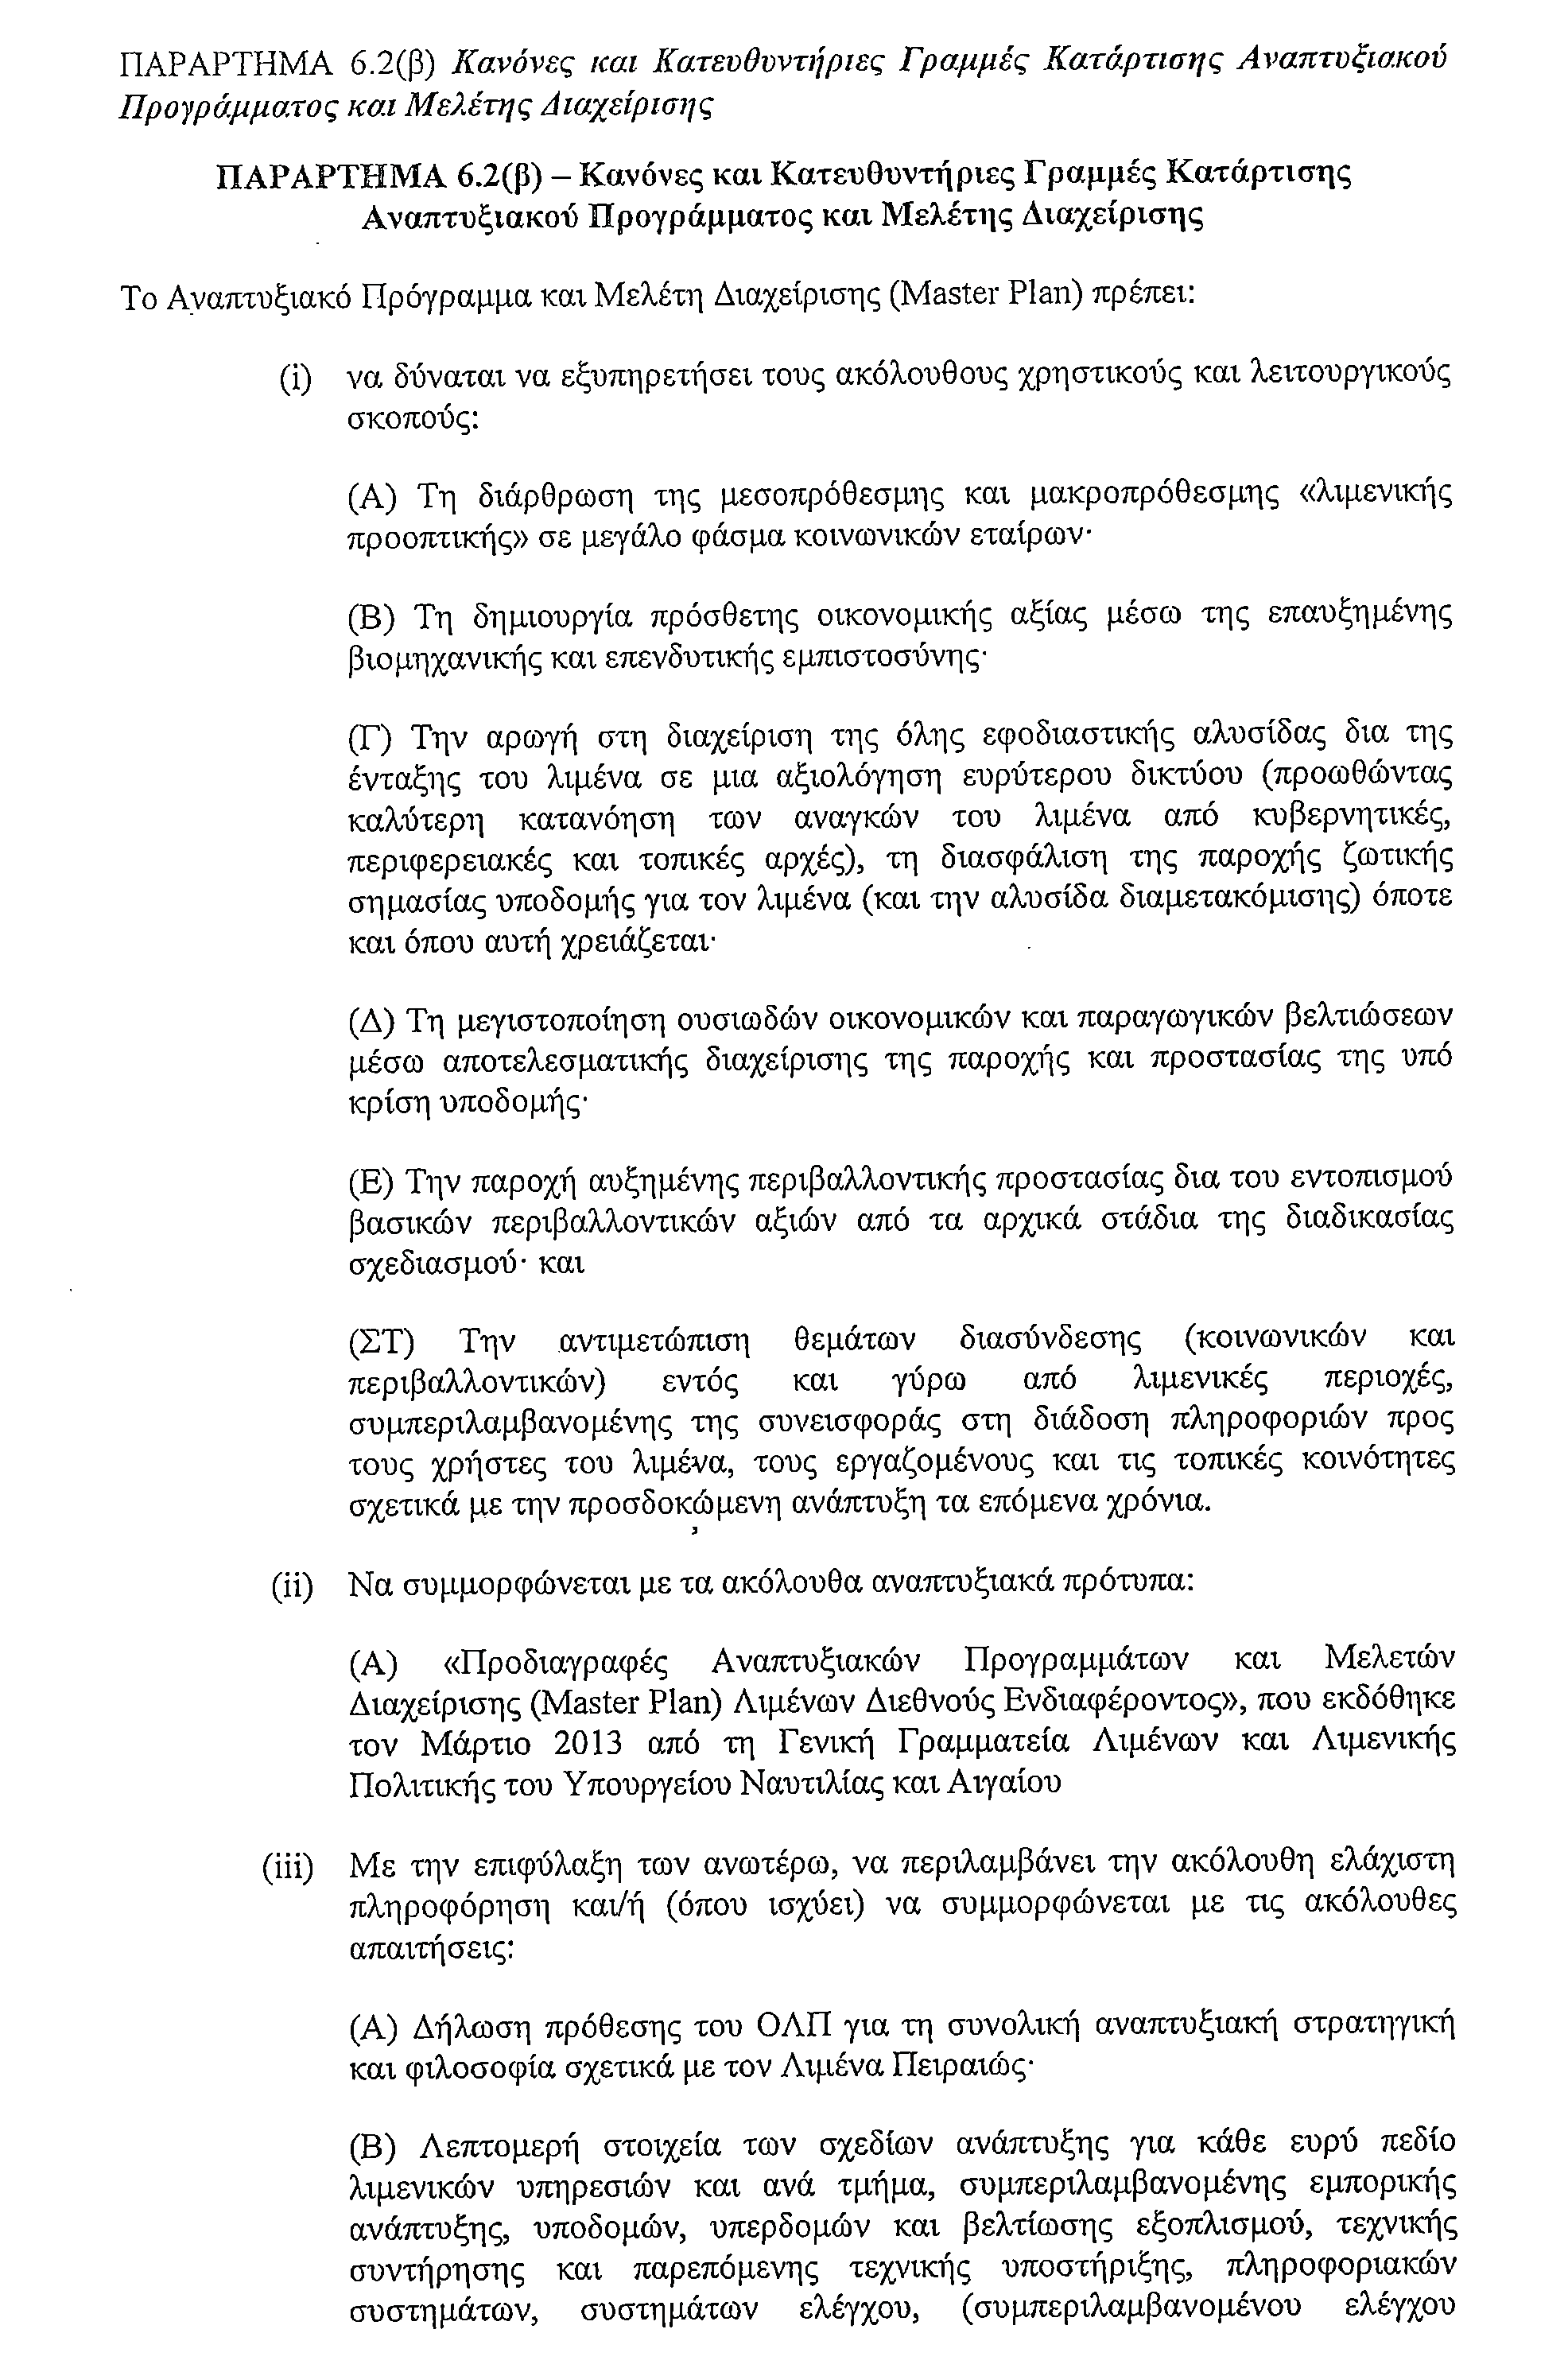 ΠΑΡΑΡΤΗΜΑ 6.2(β) Κανόνες και Κατευθυντήριες Γραμμές Κατάρτισης Αναπτυξιακού
Προγράμματος και Μελέτης Διαχείρισης
ΠΑΡΑΡΤΗΜΑ 6.2(β) – Κανόνες και Κατευθυντήριες Γραμμές Κατάρτισης
Αναπτυξιακού Προγράμματος και Μελέτης Διαχείρισης
Το Αναπτυξιακό Πρόγραμμα και Μελέτη Διαχείρισης (Master Plan) πρέπει:
(i) να δύναται να εξυπηρετήσει τους ακόλουθους χρηστικούς και λειτουργικούς
σκοπούς:
(Α) Τη διάρθρωση της μεσοπρόθεσμης και μακροπρόθεσμης «λιμενικής
προοπτικής» σε μεγάλο φάσμα κοινωνικών εταίρων·
(Β) Τη δημιουργία πρόσθετης οικονομικής αξίας μέσω της επαυξημένης
βιομηχανικής και επενδυτικής εμπιστοσύνης·
(Γ) Την αρωγή στη διαχείριση της όλης εφοδιαστικής αλυσίδας δια της
ένταξης του λιμένα σε μια αξιολόγηση ευρύτερου δικτύου (προωθώντας
καλύτερη κατανόηση των αναγκών του λιμένα από κυβερνητικές,
περιφερειακές και τοπικές αρχές), τη διασφάλιση της παροχής ζωτικής
σημασίας υποδομής για τον λιμένα (και την αλυσίδα διαμετακόμισης) όποτε
και όπου αυτή χρειάζεται·
(Δ) Τη μεγιστοποίηση ουσιωδών οικονομικών και παραγωγικών βελτιώσεων
μέσω αποτελεσματικής διαχείρισης της παροχής και προστασίας της υπό
κρίση υποδομής·
(Ε) Την παροχή αυξημένης περιβαλλοντικής προστασίας δια του εντοπισμού
βασικών περιβαλλοντικών αξιών από τα αρχικά στάδια της διαδικασίας
σχεδιασμού· και
(ΣΤ) Την αντιμετώπιση θεμάτων διασύνδεσης (κοινωνικών και
περιβαλλοντικών) εντός και γύρω από λιμενικές περιοχές,
συμπεριλαμβανομένης της συνεισφοράς στη διάδοση πληροφοριών προς
τους χρήστες του λιμένα, τους εργαζομένους και τις τοπικές κοινότητες
σχετικά με την προσδοκώμενη ανάπτυξη τα επόμενα χρόνια.
(ii) Να συμμορφώνεται με τα ακόλουθα αναπτυξιακά πρότυπα:
(Α) «Προδιαγραφές Αναπτυξιακών Προγραμμάτων και Μελετών
Διαχείρισης (Master Plan) Λιμένων Διεθνούς Ενδιαφέροντος», που εκδόθηκε
τον Μάρτιο 2013 από τη Γενική Γραμματεία Λιμένων και Λιμενικής
Πολιτικής του Υπουργείου Ναυτιλίας και Αιγαίου
(iii) Με την επιφύλαξη των ανωτέρω, να περιλαμβάνει την ακόλουθη ελάχιστη
πληροφόρηση και/ή (όπου ισχύει) να συμμορφώνεται με τις ακόλουθες
απαιτήσεις:
(Α) Δήλωση πρόθεσης του ΟΛΠ για τη συνολική αναπτυξιακή στρατηγική
και φιλοσοφία σχετικά με τον Λιμένα Πειραιώς·
(Β) Λεπτομερή στοιχεία των σχεδίων ανάπτυξης για κάθε ευρύ πεδίο
λιμενικών υπηρεσιών και ανά τμήμα, συμπεριλαμβανομένης εμπορικής
ανάπτυξης, υποδομών, υπερδομών και βελτίωσης εξοπλισμού, τεχνικής
συντήρησης και παρεπόμενης τεχνικής υποστήριξης, πληροφοριακών
συστημάτων, συστημάτων ελέγχου, (συμπεριλαμβανομένου ελέγχου